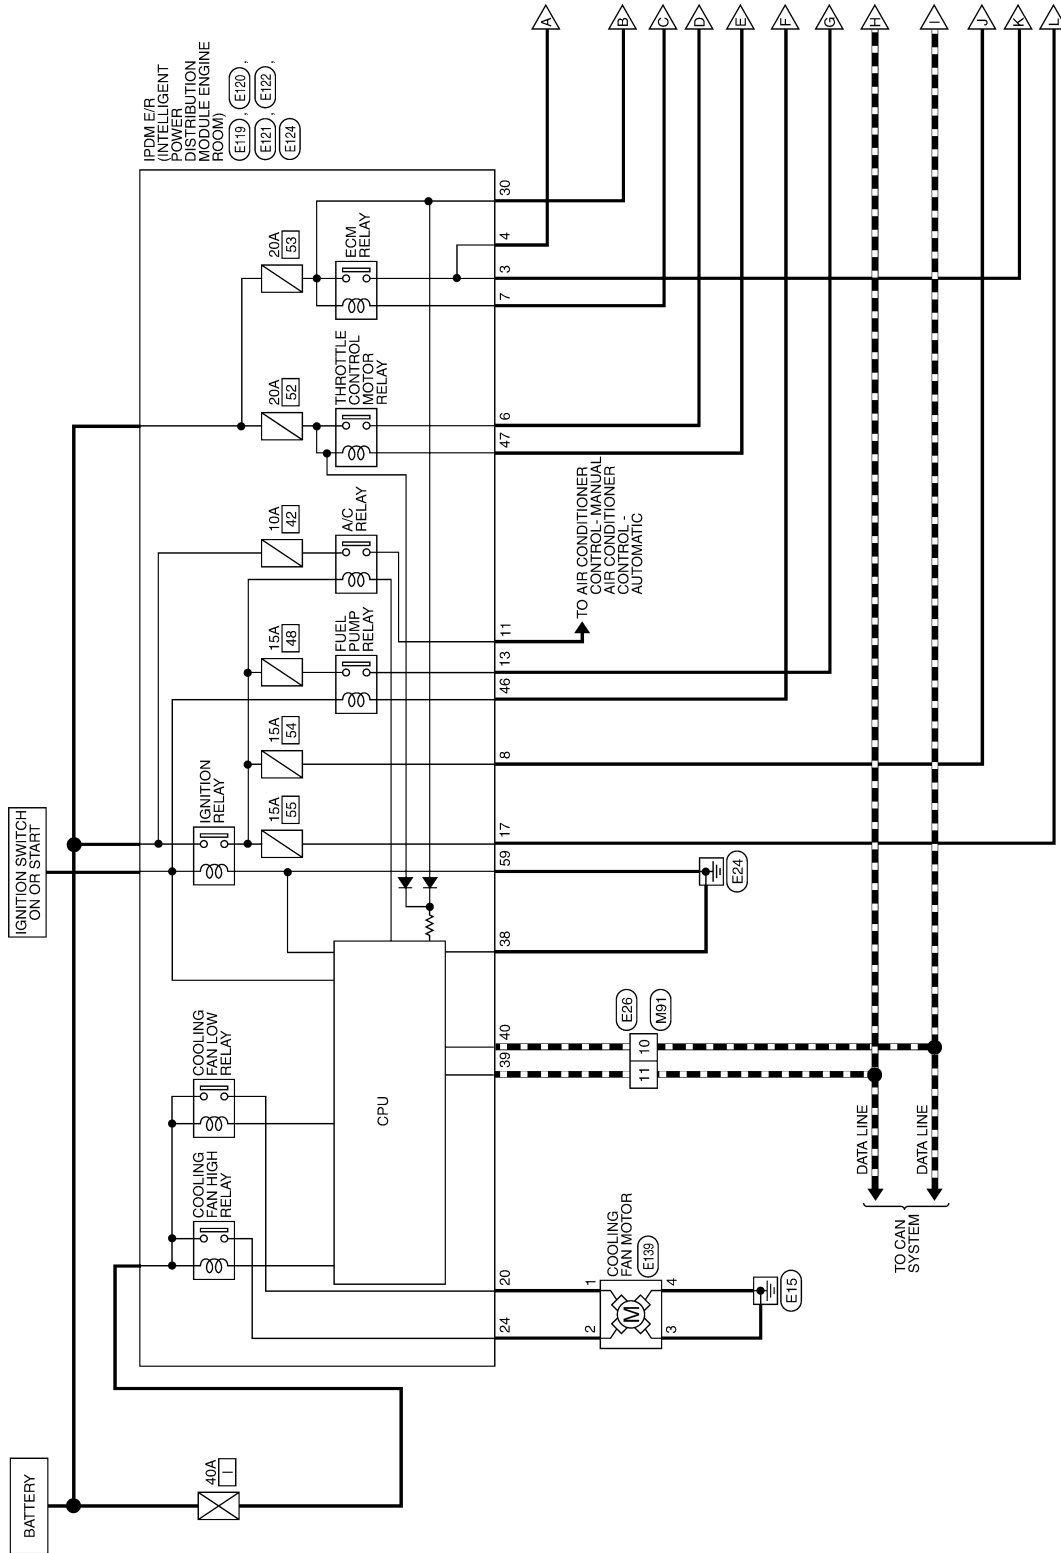 BATTERY
40A
I
IGNITION SWITCH
ON OR START
IPDM E/R
(INTELLIGENT
POWER
DISTRIBUTION
MODULE ENGINE
ROOM)
E119 , E120 ,
E121 , E122 ,
E124
COOLING
FAN HIGH
RELAY
COOLING
FAN LOW
RELAY
IGNITION
RELAY
15A
55
15A
54
15A
48
10A
42
20A
52
20A
53
FUEL
PUMP
RELAY
A/C
RELAY
THROTTLE
CONTROL
MOTOR
RELAY
ECM
RELAY
CPU
24
20
39
40
38
59
17
8
46
13
11
47
6
7
3
4
30
2
1
COOLING
FAN MOTOR
E139
M
3
4
E15
11
10
E26
M91
E24
TO AIR CONDITIONER
CONTROL - MANUAL
AIR CONDITIONER
CONTROL -
AUTOMATIC
DATA LINE
DATA LINE
TO CAN
SYSTEM
A
B
C
D
E
F
G
H
I
J
K
L